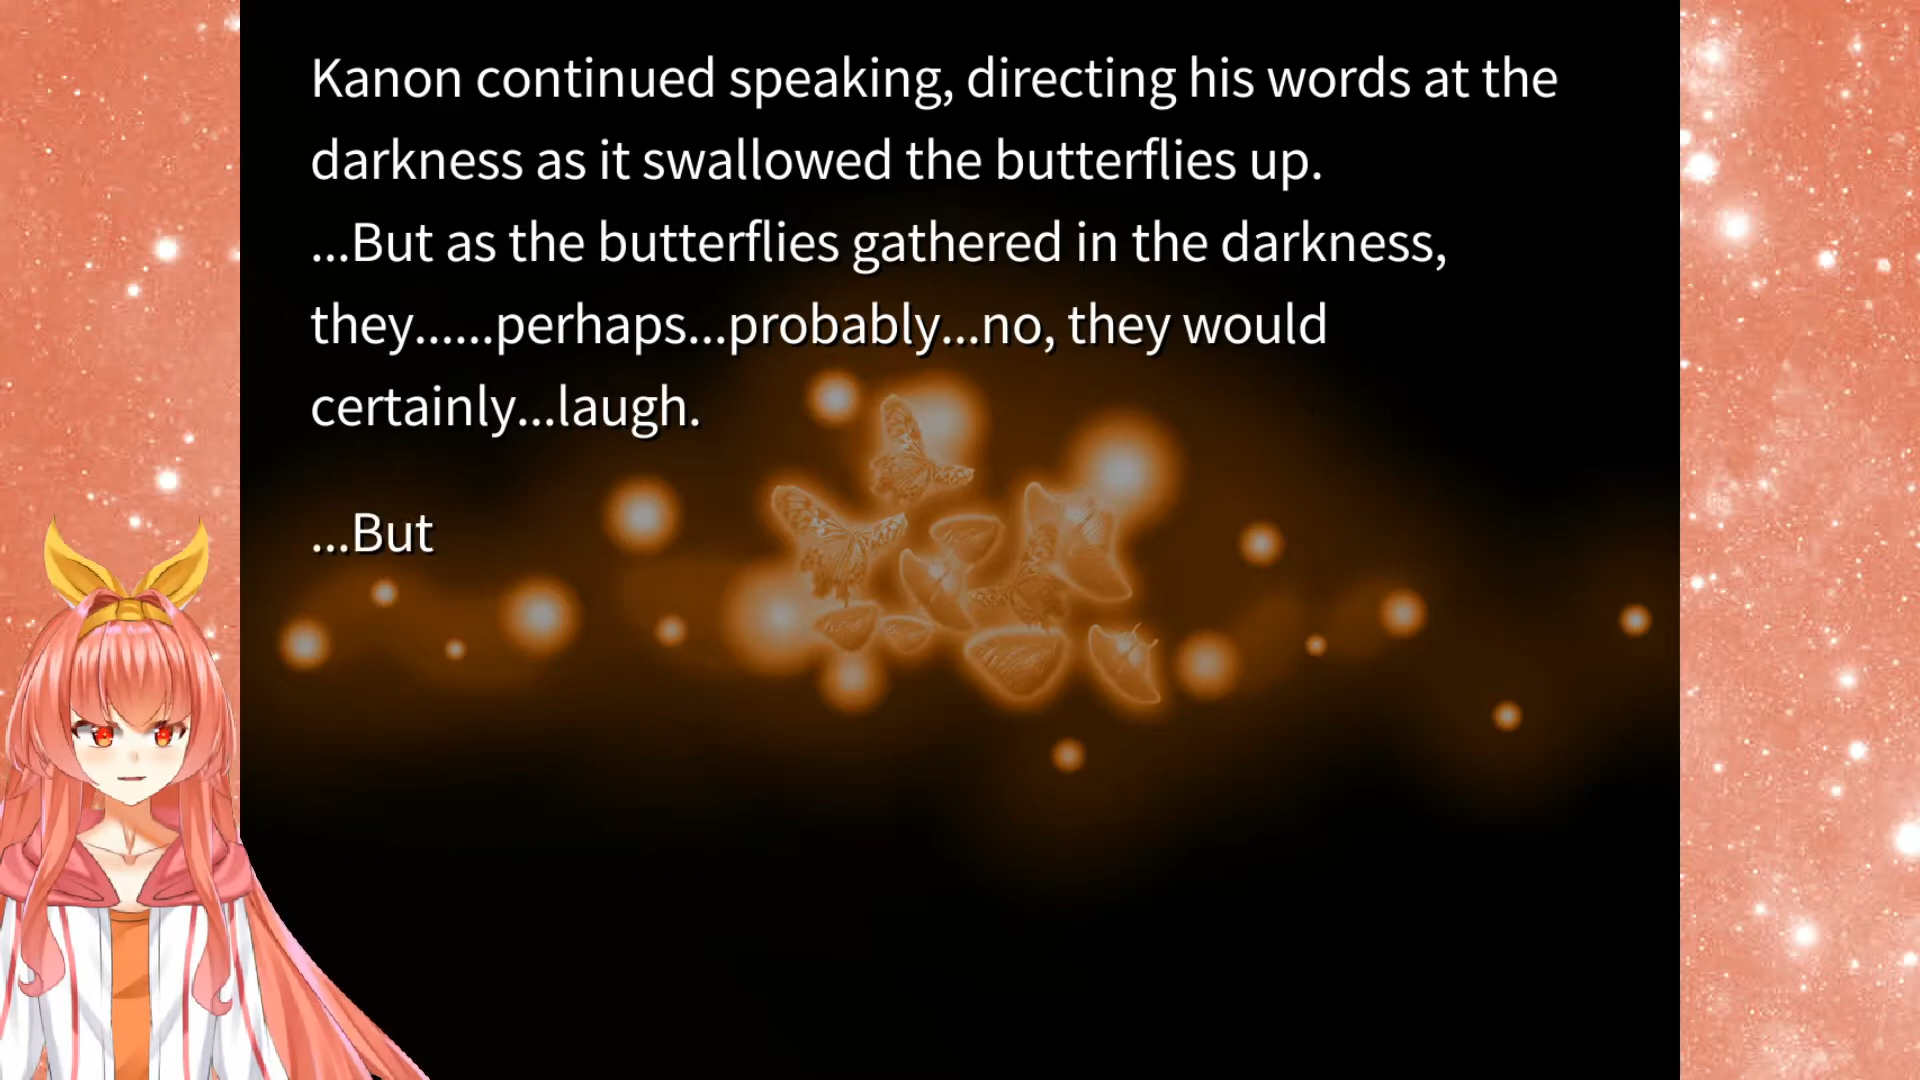 Kanon continued speaking, directing his words at the
darkness as it swallowed the butterflies up.
...But as the butterflies gathered in the darkness,
they......perhaps...probably...no, they would
certainly...laugh.
...But